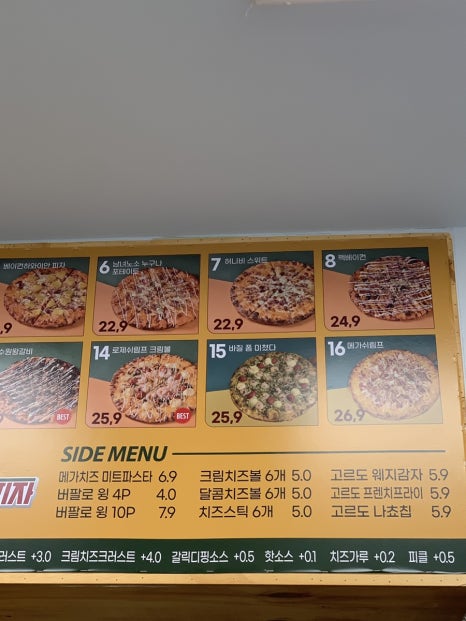 베이컨하와이안 피자
,9
6 남녀노소 누구나
포테이토
22,9
7 허니비 스위트
22,9
8 빽베이컨
24,9
수원왕갈비
,9
BEST
14 로제쉬림프 크림볼
25,9
BEST
15 바질 폼 미쳤다
25,9
16 메가쉬림프
26,9
SIDE MENU
메가치즈 미트파스타 6.9
버팔로 윙 4P 4.0
버팔로 윙 10P 7.9
크림치즈볼 6개 5.0
달콤치즈볼 6개 5.0
치즈스틱 6개 5.0
고르도 웨지감자 5.9
고르도 프렌치프라이 5.9
고르도 나쵸칩 5.9
피자
러스트 +3.0 크림치즈크러스트 +4.0 갈릭디핑소스 +0.5 핫소스 +0.1 치즈가루 +0.2 피클 +0.5